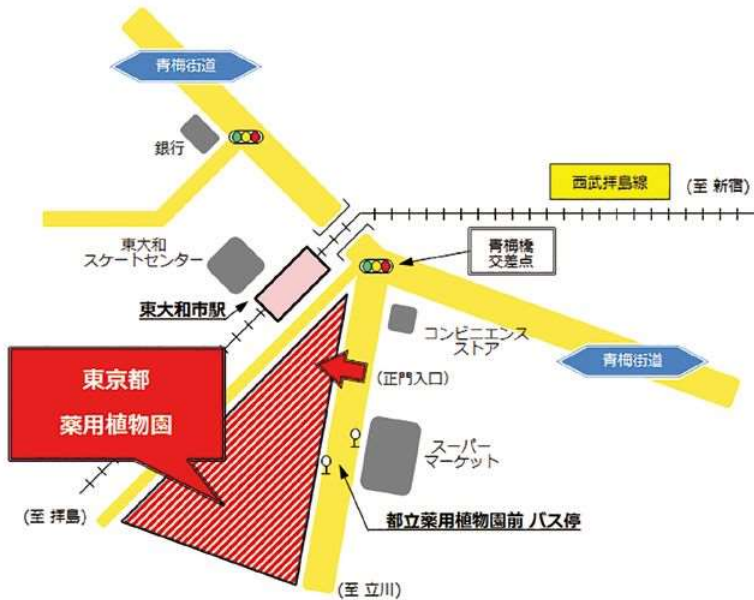 青梅街道
銀行
西武拝島線
(至 新宿)
東大和
スケートセンター
青梅橋
交差点
東大和市駅
コンビニエンス
ストア
青梅街道
(正門入口)
東京都
薬用植物園
スーパー
マーケット
(至 拝島)
都立薬用植物園前 バス停
(至 立川)